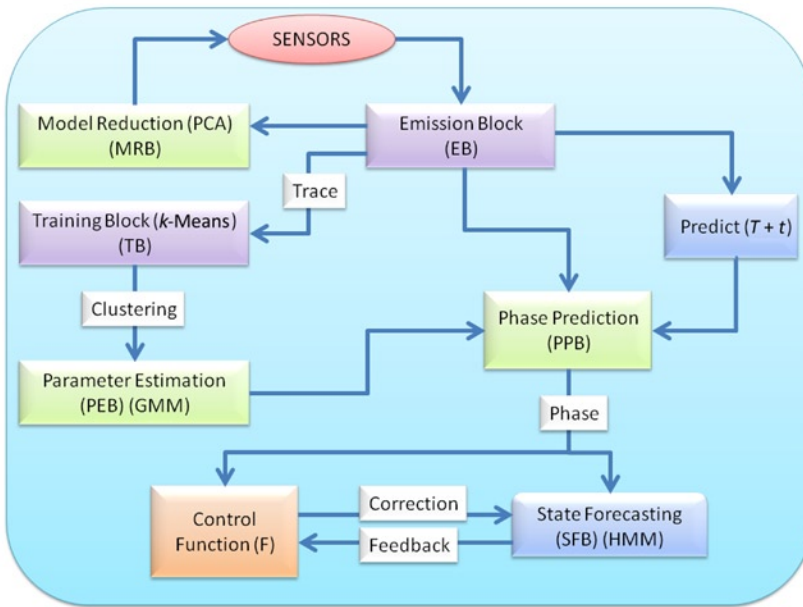 SENSORS
Model Reduction (PCA)
(MRB)
Emission Block
(EB)
Trace
Training Block (k-Means)
(TB)
Predict (T + t)
Clustering
Phase Prediction
(PPB)
Parameter Estimation
(PEB) (GMM)
Phase
Control
Function (F)
Correction
Feedback
State Forecasting
(SFB) (HMM)